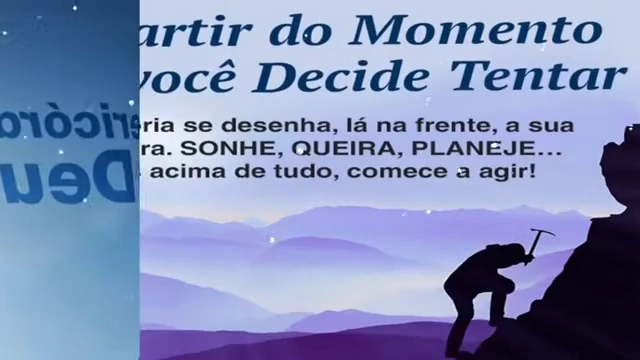 artir do Momento
você Decide Tentar
ria se desenha, lá na frente, a sua
ra. SONHE, QUEIRA, PLANEJE...
acima de tudo, comece a agir!
ericórd
Deu